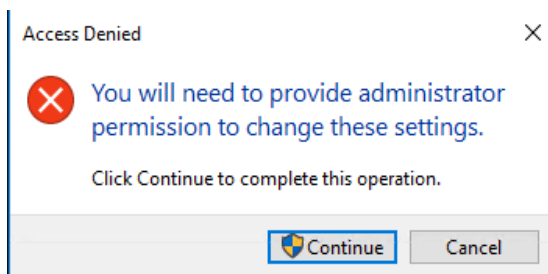 Access Denied
You will need to provide administrator
permission to change these settings.
Click Continue to complete this operation.
Continue
Cancel